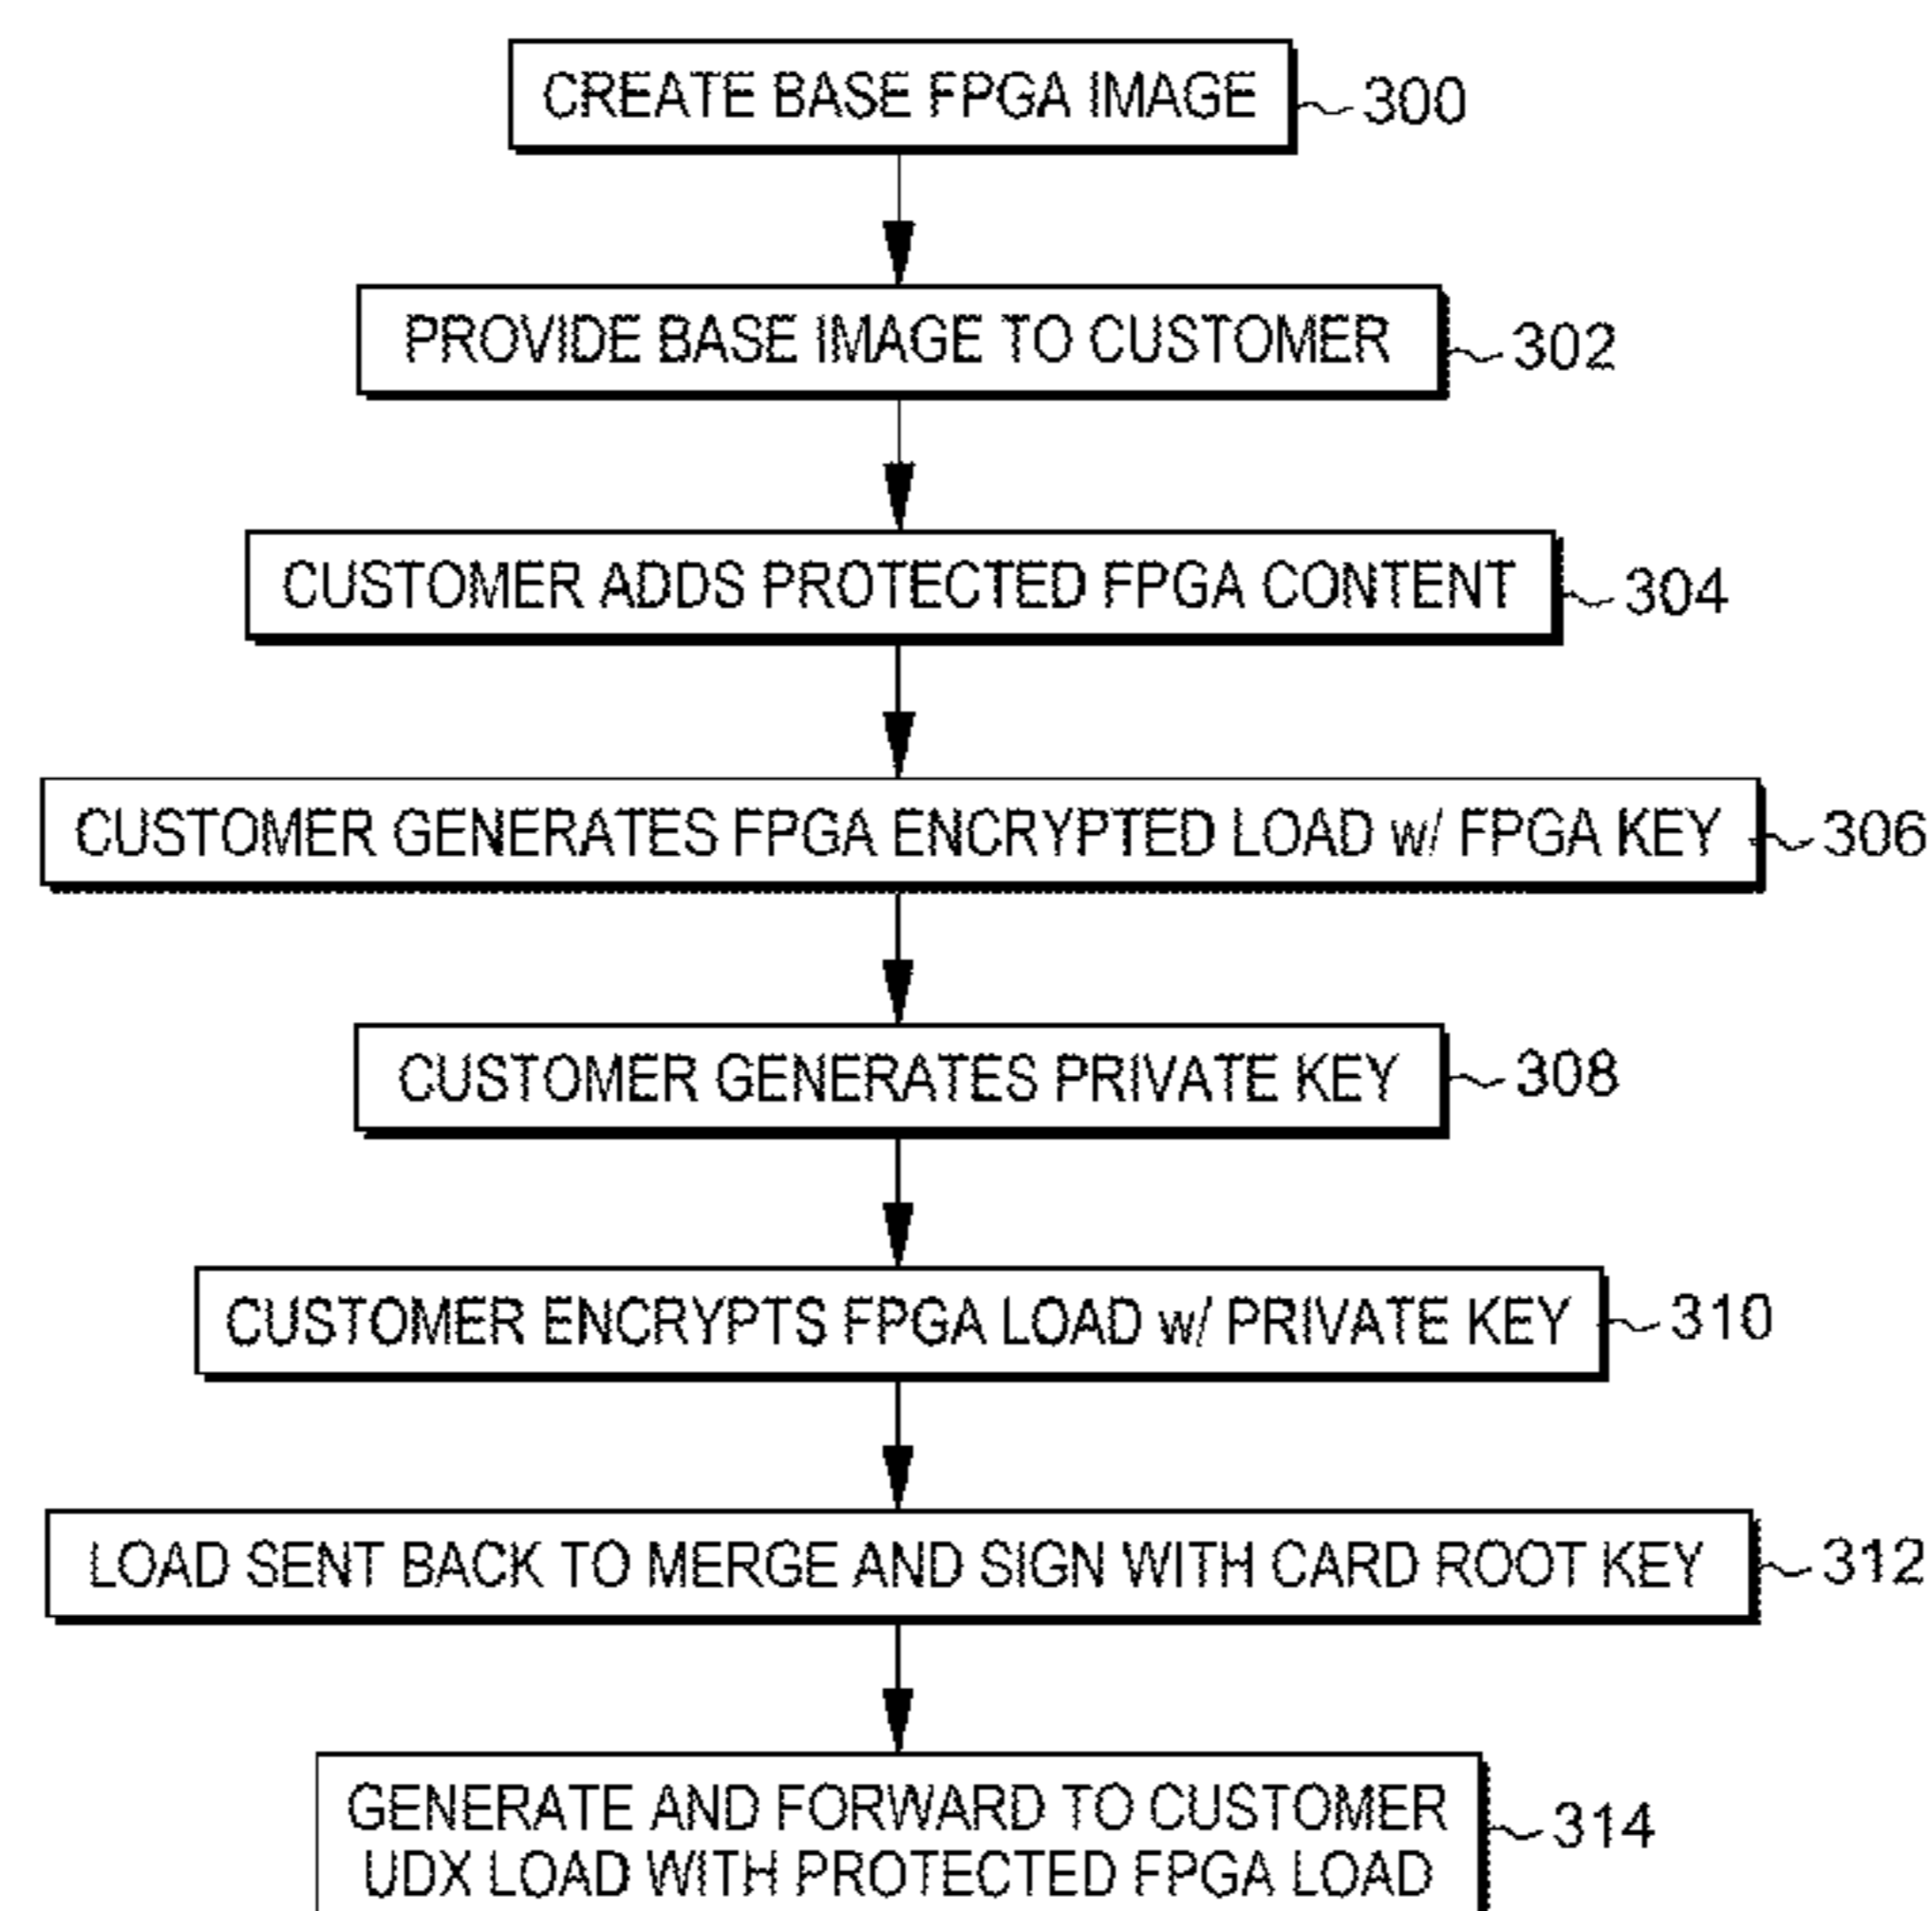 CREATE BASE FPGA IMAGE
300
PROVIDE BASE IMAGE TO CUSTOMER
302
CUSTOMER ADDS PROTECTED FPGA CONTENT
304
CUSTOMER GENERATES FPGA ENCRYPTED LOAD w/ FPGA KEY
306
CUSTOMER GENERATES PRIVATE KEY
308
CUSTOMER ENCRYPTS FPGA LOAD w/ PRIVATE KEY
310
LOAD SENT BACK TO MERGE AND SIGN WITH CARD ROOT KEY
312
GENERATE AND FORWARD TO CUSTOMER
UDX LOAD WITH PROTECTED FPGA LOAD
314